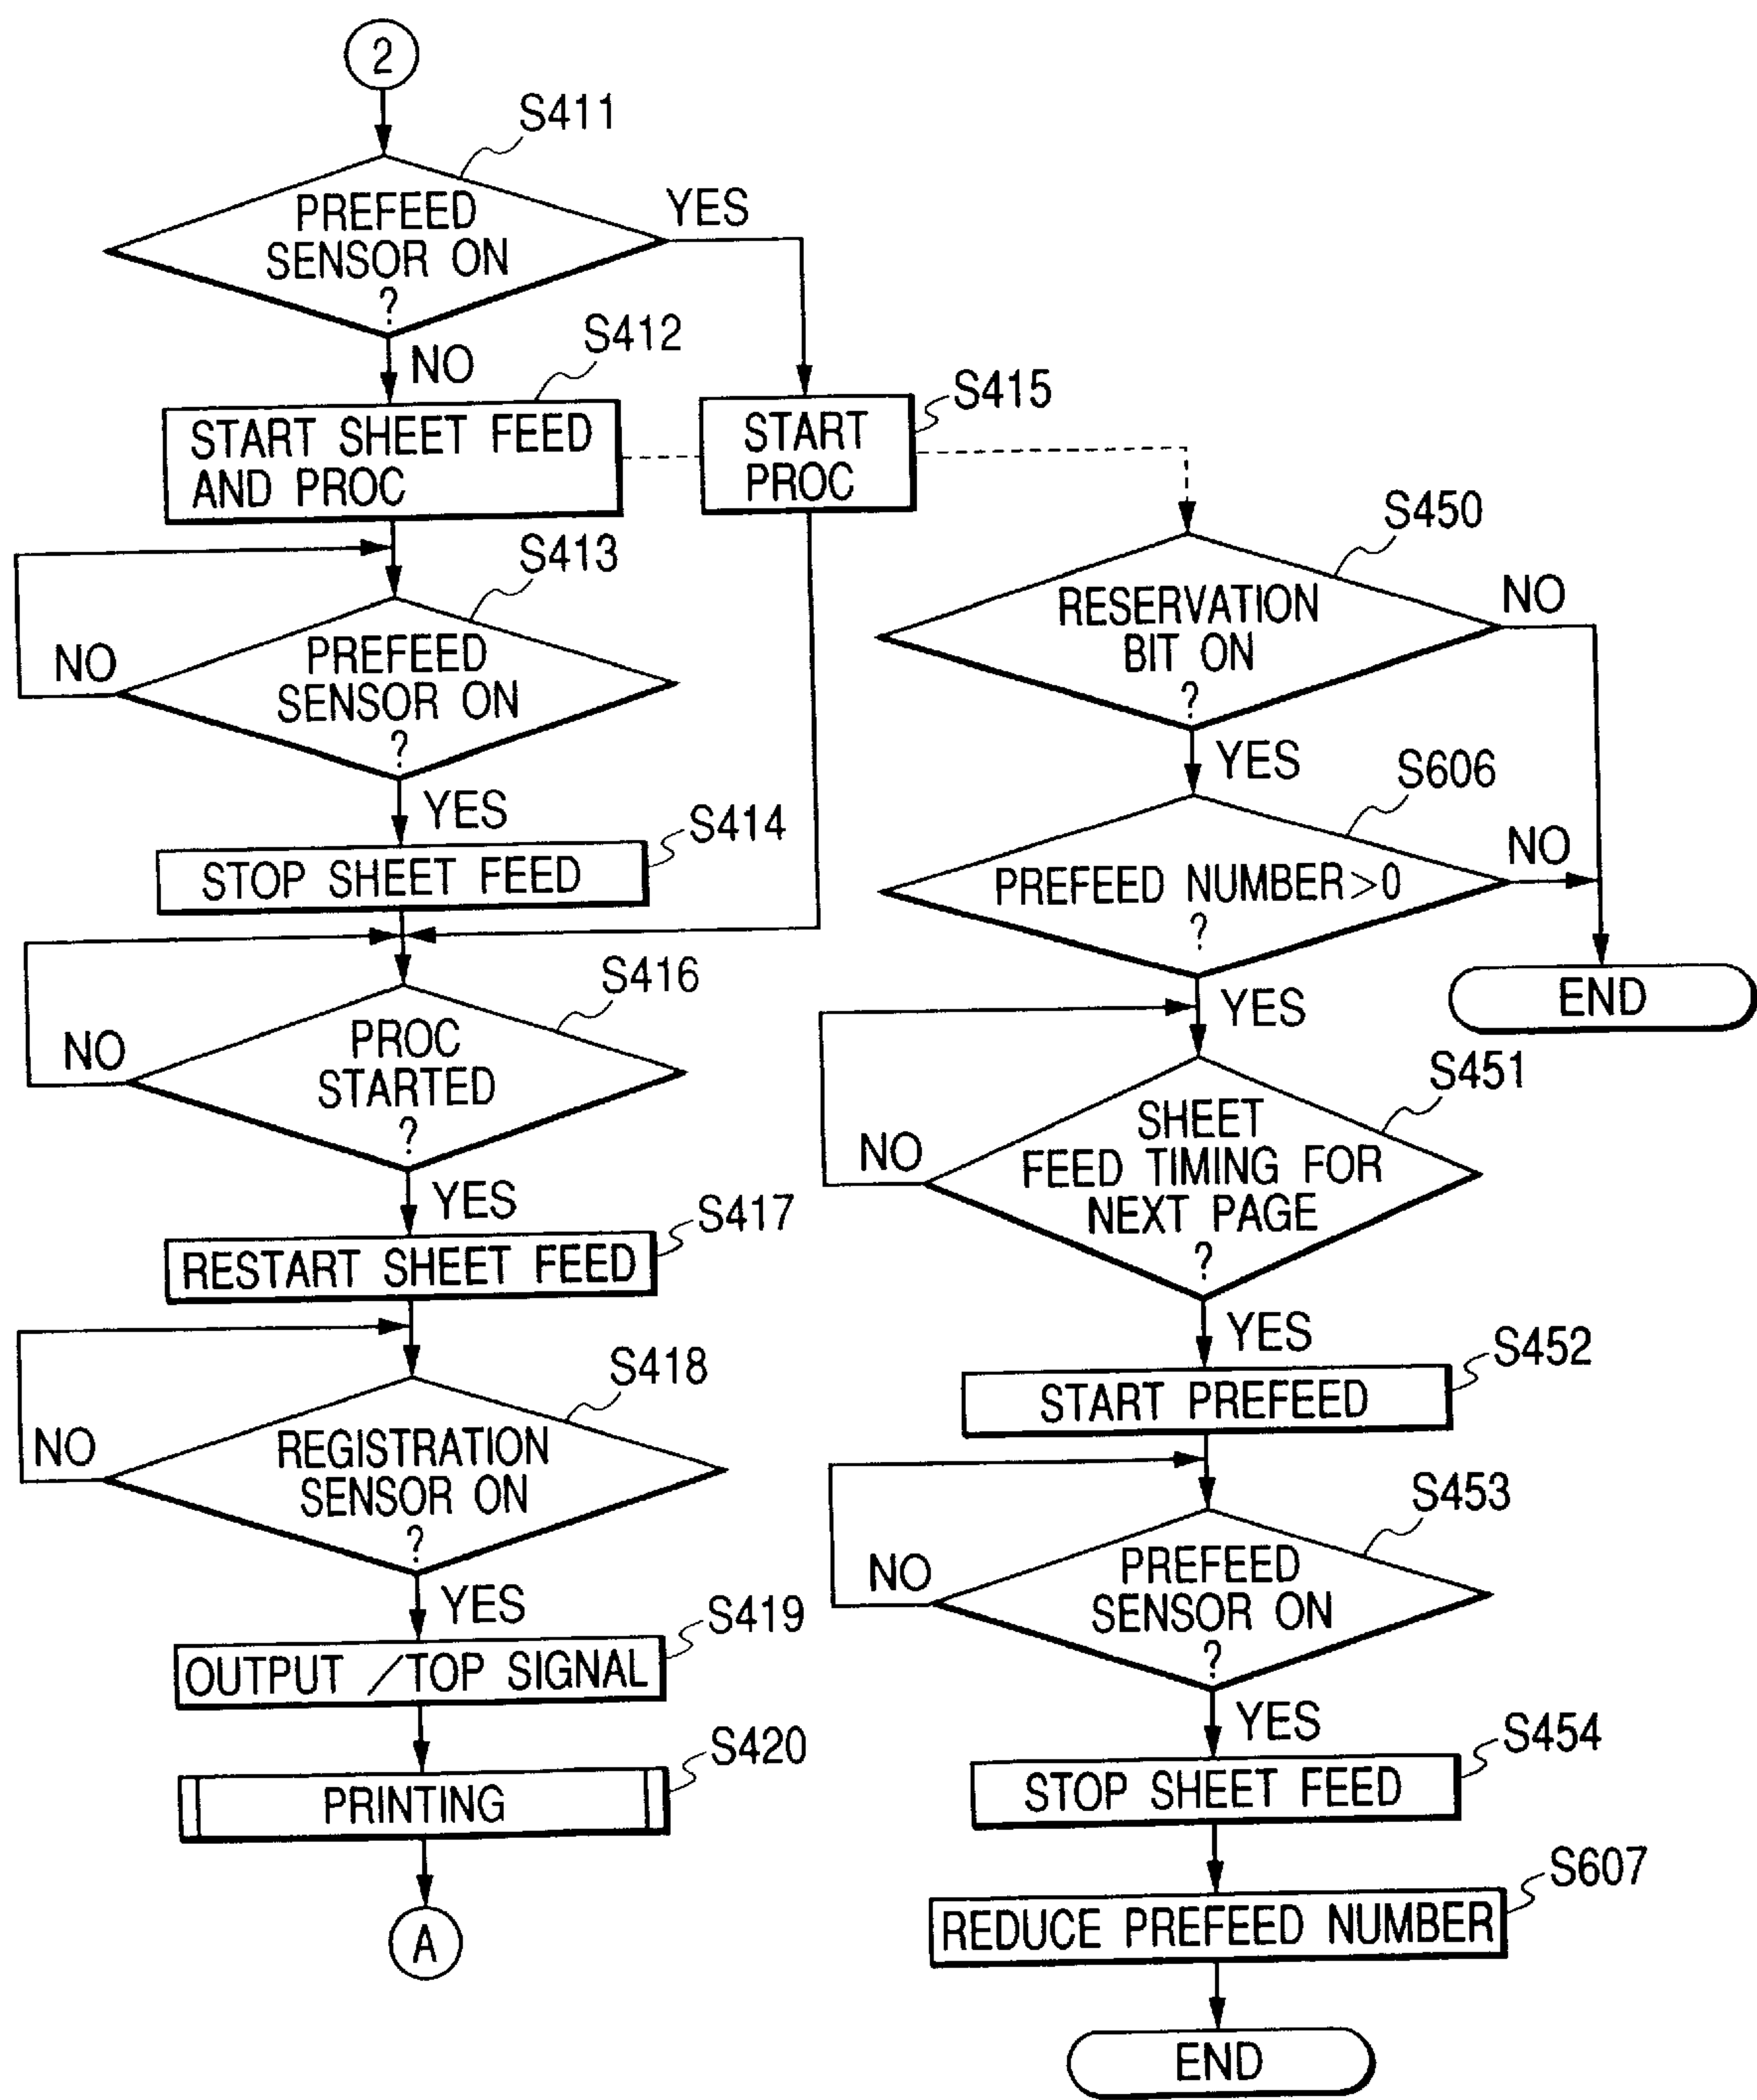 2
S411
PREFEED
SENSOR ON
?
YES
NO
S412
START SHEET FEED
AND PROC
S415
START
PROC
S413
PREFEED
SENSOR ON
?
NO
YES
S414
STOP SHEET FEED
S416
PROC
STARTED
?
NO
YES
S417
RESTART SHEET FEED
S418
REGISTRATION
SENSOR ON
?
NO
YES
S419
OUTPUT /TOP SIGNAL
S420
PRINTING
A
S450
RESERVATION
BIT ON
?
NO
YES
S606
PREFEED NUMBER>0
?
NO
YES
END
S451
SHEET
FEED TIMING FOR
NEXT PAGE
?
NO
YES
S452
START PREFEED
S453
PREFEED
SENSOR ON
?
NO
YES
S454
STOP SHEET FEED
S607
REDUCE PREFEED NUMBER
END